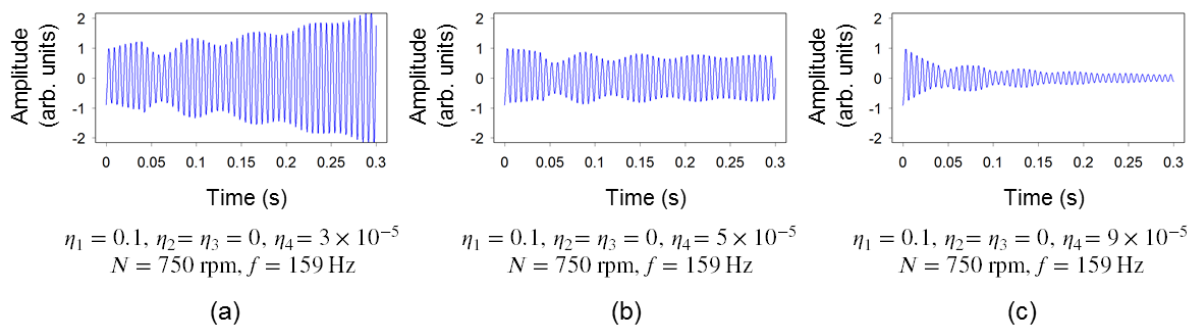 Amplitude
(arb. units)
2
1
0
-1
-2
0 0.05 0.1 0.15 0.2 0.25 0.3
Time (s)
η₁ = 0.1, η₂= η₃ = 0, η₄= 3 × 10⁻⁵
N = 750 rpm, f = 159 Hz
(a)
Amplitude
(arb. units)
2
1
0
-1
-2
0 0.05 0.1 0.15 0.2 0.25 0.3
Time (s)
η₁ = 0.1, η₂= η₃ = 0, η₄= 5 × 10⁻⁵
N = 750 rpm, f = 159 Hz
(b)
Amplitude
(arb. units)
2
1
0
-1
-2
0 0.05 0.1 0.15 0.2 0.25 0.3
Time (s)
η₁ = 0.1, η₂= η₃ = 0, η₄= 9 × 10⁻⁵
N = 750 rpm, f = 159 Hz
(c)